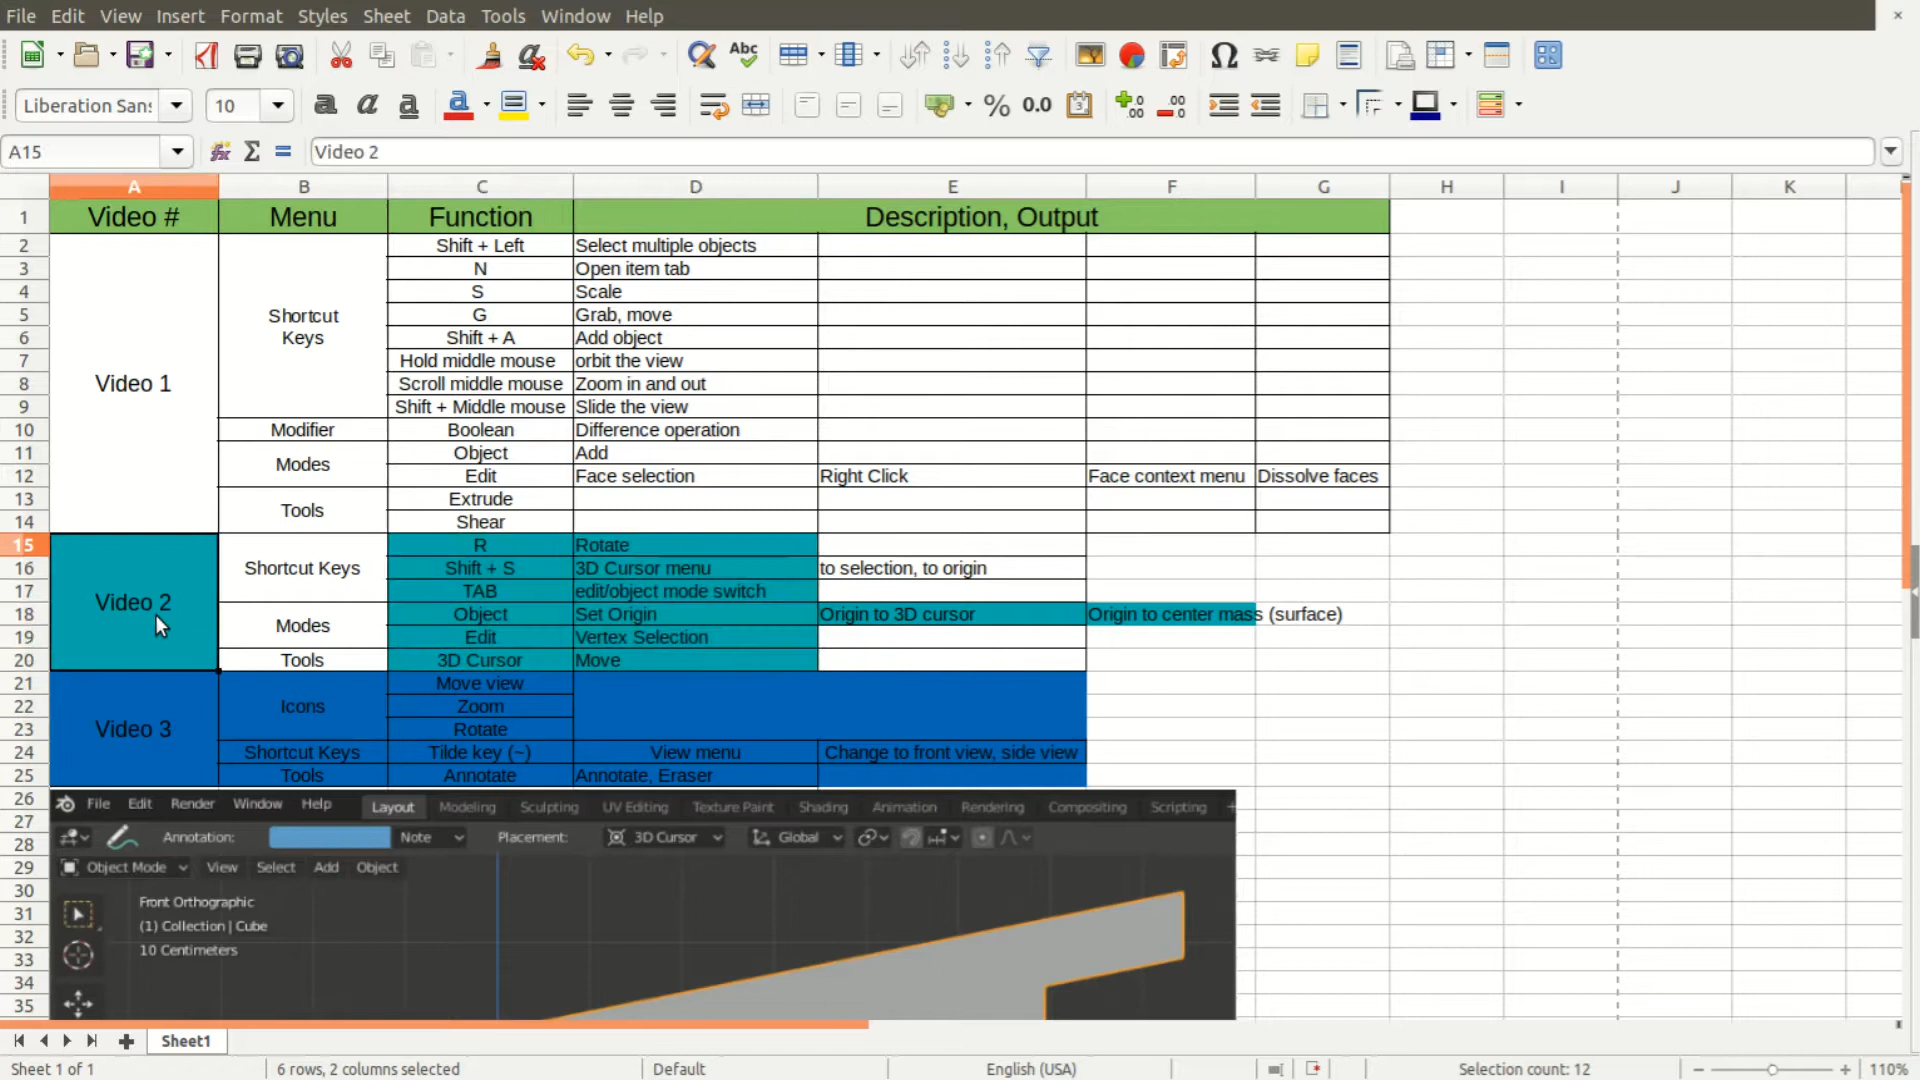 File Edit View Insert Format Styles Sheet Data Tools Window Help
Abc
Liberation Sans 10 a a a a % 0.0
A15 Video 2
A B C D E F G H I J K
1 Video # Menu Function Description, Output
2 Shift + Left Select multiple objects
3 N Open item tab
4 S Scale
5 G Grab, move
Shortcut
Keys
6 Shift + A Add object
7 Hold middle mouse orbit the view
8 Video 1 Scroll middle mouse Zoom in and out
9 Shift + Middle mouse Slide the view
10 Modifier Boolean Difference operation
11 Modes Object Add
12 Edit Face selection Right Click Face context menu Dissolve faces
13 Tools Extrude
14 Shear
15 R Rotate
16 Shortcut Keys Shift + S 3D Cursor menu to selection, to origin
17 TAB edit/object mode switch
18 Video 2 Modes Object Set Origin Origin to 3D cursor Origin to center mass (surface)
19 Edit Vertex Selection
20 Tools 3D Cursor Move
21 Move view
22 Icons Zoom
23 Video 3 Rotate
24 Shortcut Keys Tilde key (~) View menu Change to front view, side view
25 Tools Annotate Annotate, Eraser
26 File Edit Render Window Help Layout Modeling Sculpting UV Editing Texture Paint Shading Animation Rendering Compositing Scripting +
27
28 Annotation: Note Placement: 3D Cursor Global
29 Object Mode View Select Add Object
30 Front Orthographic
31 (1) Collection | Cube
32 10 Centimeters
33
34
35
Sheet1
Sheet 1 of 1 6 rows, 2 columns selected Default English (USA) Selection count: 12 110%